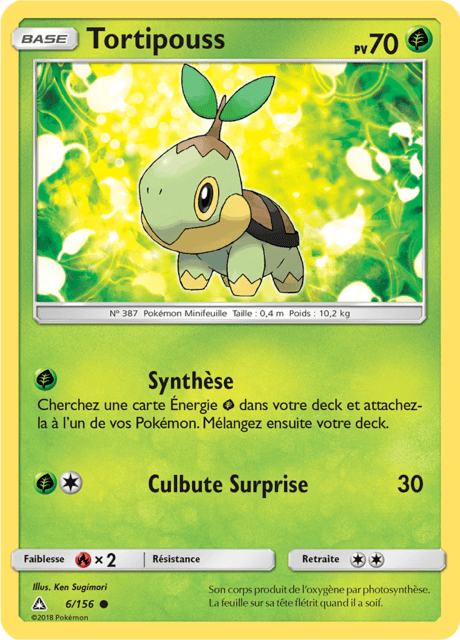 BASE Tortipouss PV 70
N° 387 Pokémon Minifeuille Taille : 0,4 m Poids : 10,2 kg
Synthèse
Cherchez une carte Énergie dans votre deck et attachez-
la à l'un de vos Pokémon. Mélangez ensuite votre deck.
Culbute Surprise 30
Faiblesse × 2 Résistance Retraite
Illus. Ken Sugimori
6/156
©2018 Pokémon
Son corps produit de l'oxygène par photosynthèse.
La feuille sur sa tête flétrit quand il a soif.